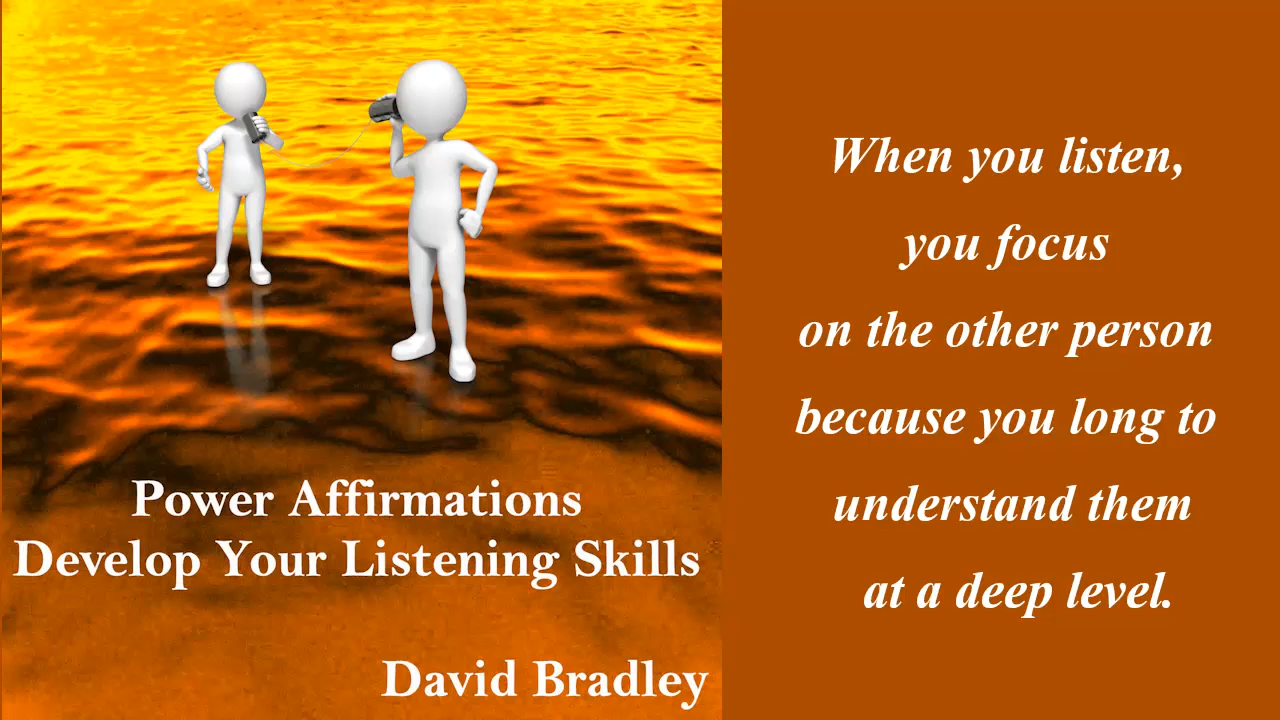 Power Affirmations
Develop Your Listening Skills
David Bradley
When you listen,
you focus
on the other person
because you long to
understand them
at a deep level.